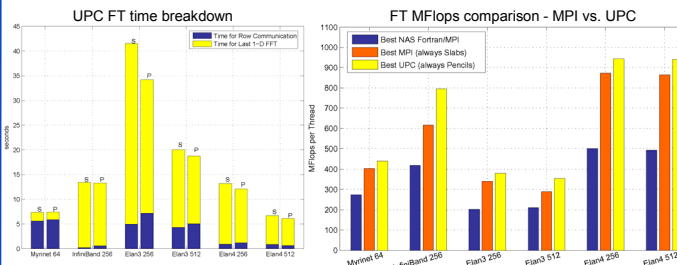 UPC FT time breakdown
45
40
35
30
25
20
15
10
5
0
seconds
Time for Row Communication
Time for Last 1-D FFT
S P
S P
S P
S P
S P
S P
Myrinet 64 InfiniBand 256 Elan3 256 Elan3 512 Elan4 256 Elan4 512
FT MFlops comparison - MPI vs. UPC
1100
1000
900
800
700
600
500
400
300
200
100
0
MFlops per Thread
Best NAS Fortran/MPI
Best MPI (always Slabs)
Best UPC (always Pencils)
Myrinet 64 InfiniBand 256 Elan3 256 Elan3 512 Elan4 256 Elan4 512